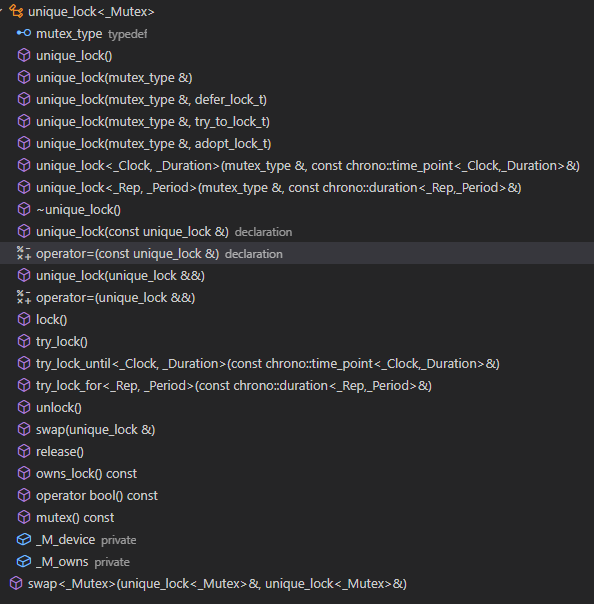 unique_lock<_Mutex>
mutex_type typedef
unique_lock()
unique_lock(mutex_type &)
unique_lock(mutex_type &, defer_lock_t)
unique_lock(mutex_type &, try_to_lock_t)
unique_lock(mutex_type &, adopt_lock_t)
unique_lock<_Clock, _Duration>(mutex_type &, const chrono::time_point<_Clock,_Duration>&)
unique_lock<_Rep, _Period>(mutex_type &, const chrono::duration<_Rep,_Period>&)
~unique_lock()
unique_lock(const unique_lock &) declaration
operator=(const unique_lock &) declaration
unique_lock(unique_lock &&)
operator=(unique_lock &&)
lock()
try_lock()
try_lock_until<_Clock, _Duration>(const chrono::time_point<_Clock,_Duration>&)
try_lock_for<_Rep, _Period>(const chrono::duration<_Rep,_Period>&)
unlock()
swap(unique_lock &)
release()
owns_lock() const
operator bool() const
mutex() const
_M_device private
_M_owns private
swap<_Mutex>(unique_lock<_Mutex>&, unique_lock<_Mutex>&)